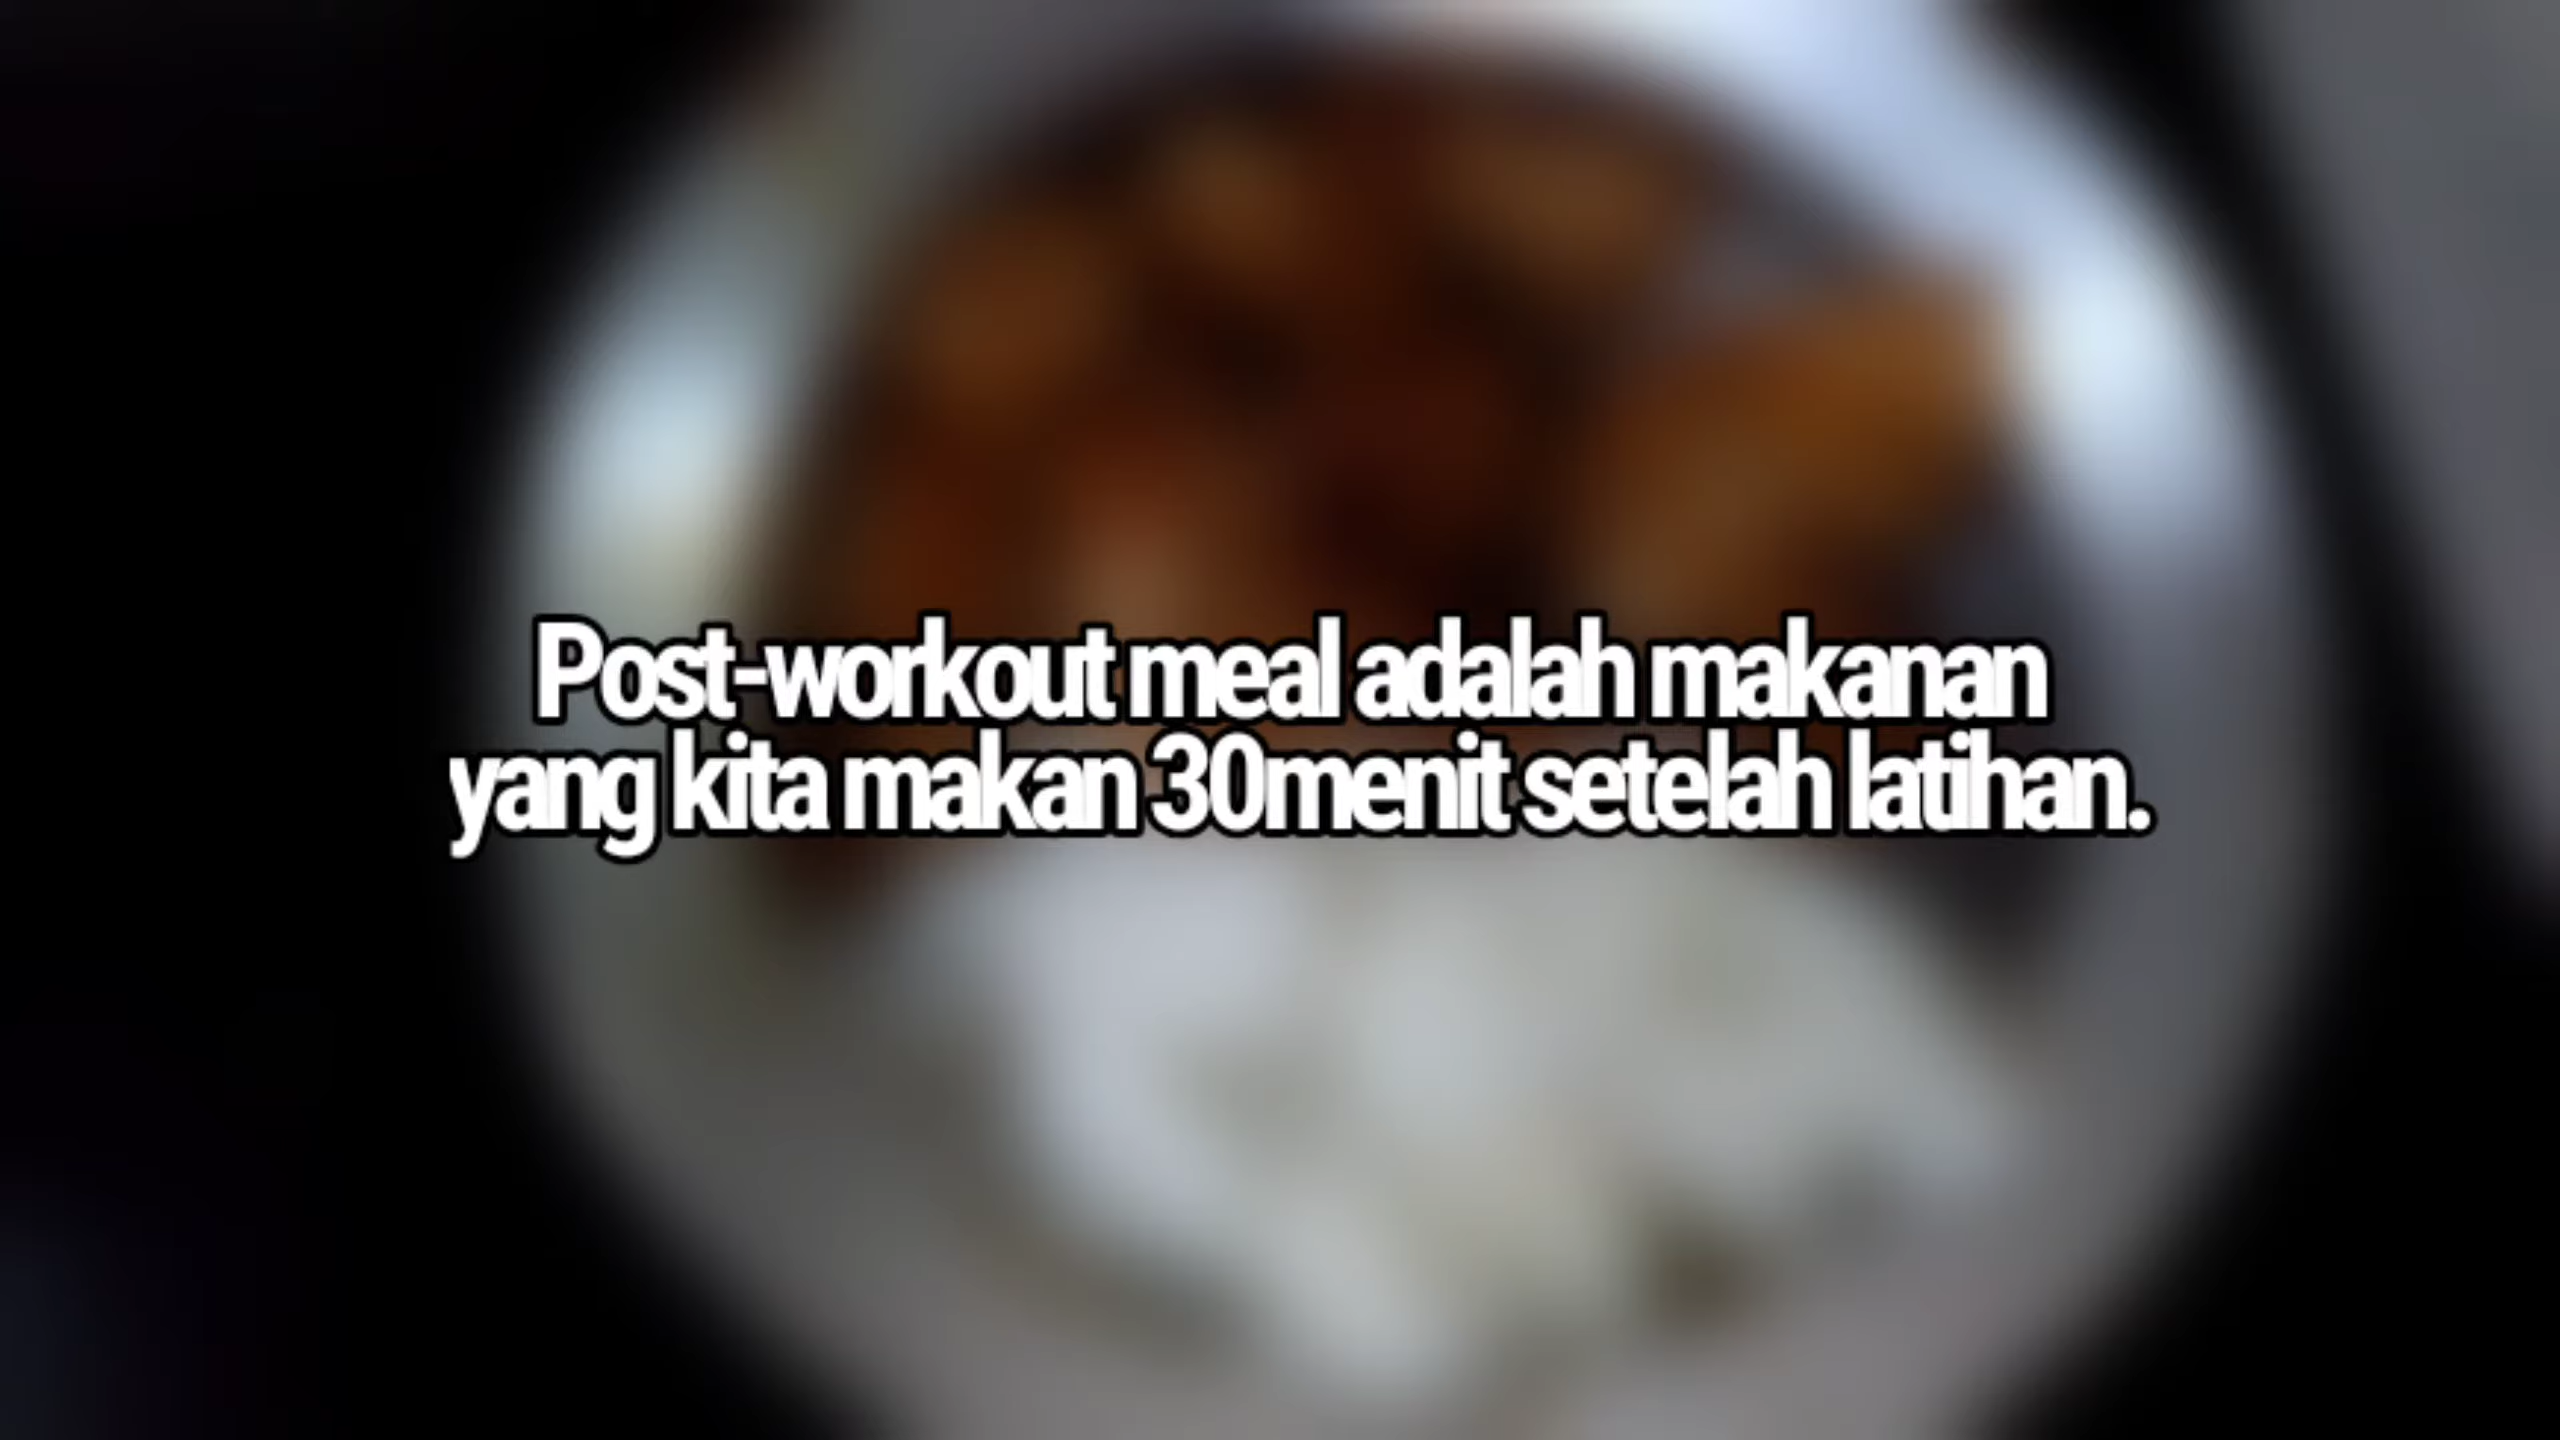 Post-workout meal adalah makanan
yang kita makan 30menit setelah latihan.